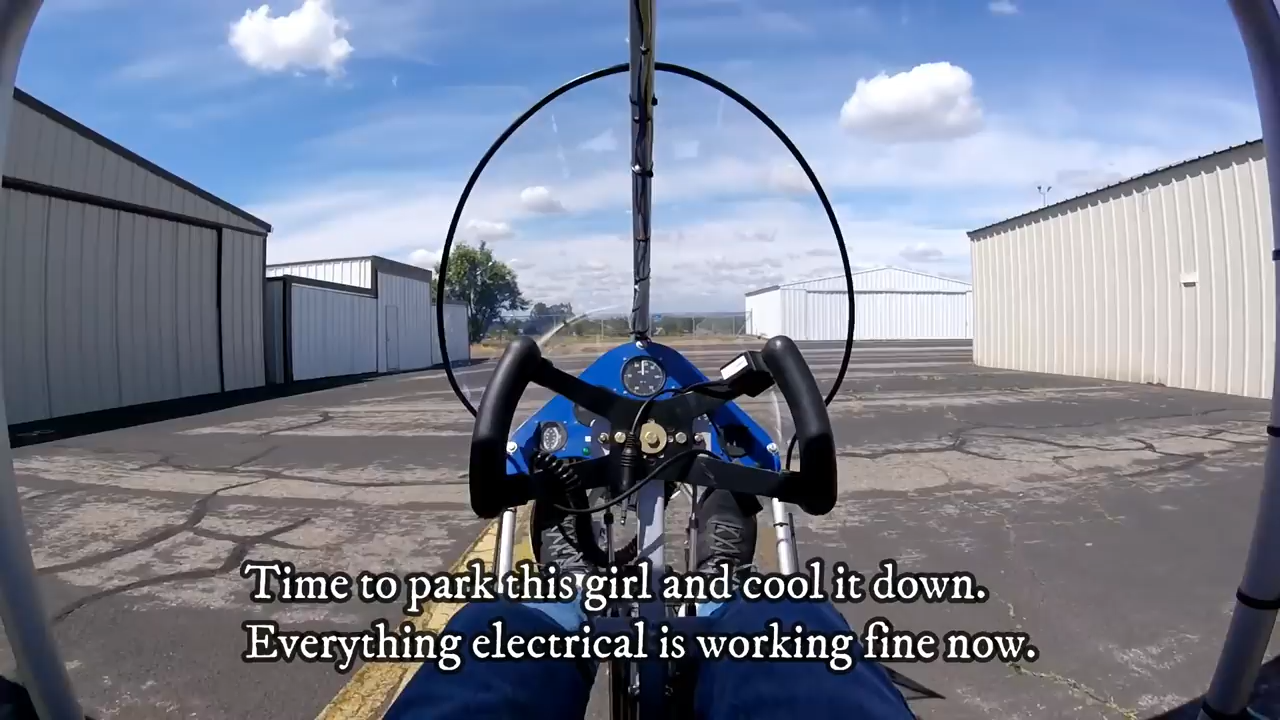 Time to park this girl and cool it down.
Everything electrical is working fine now.